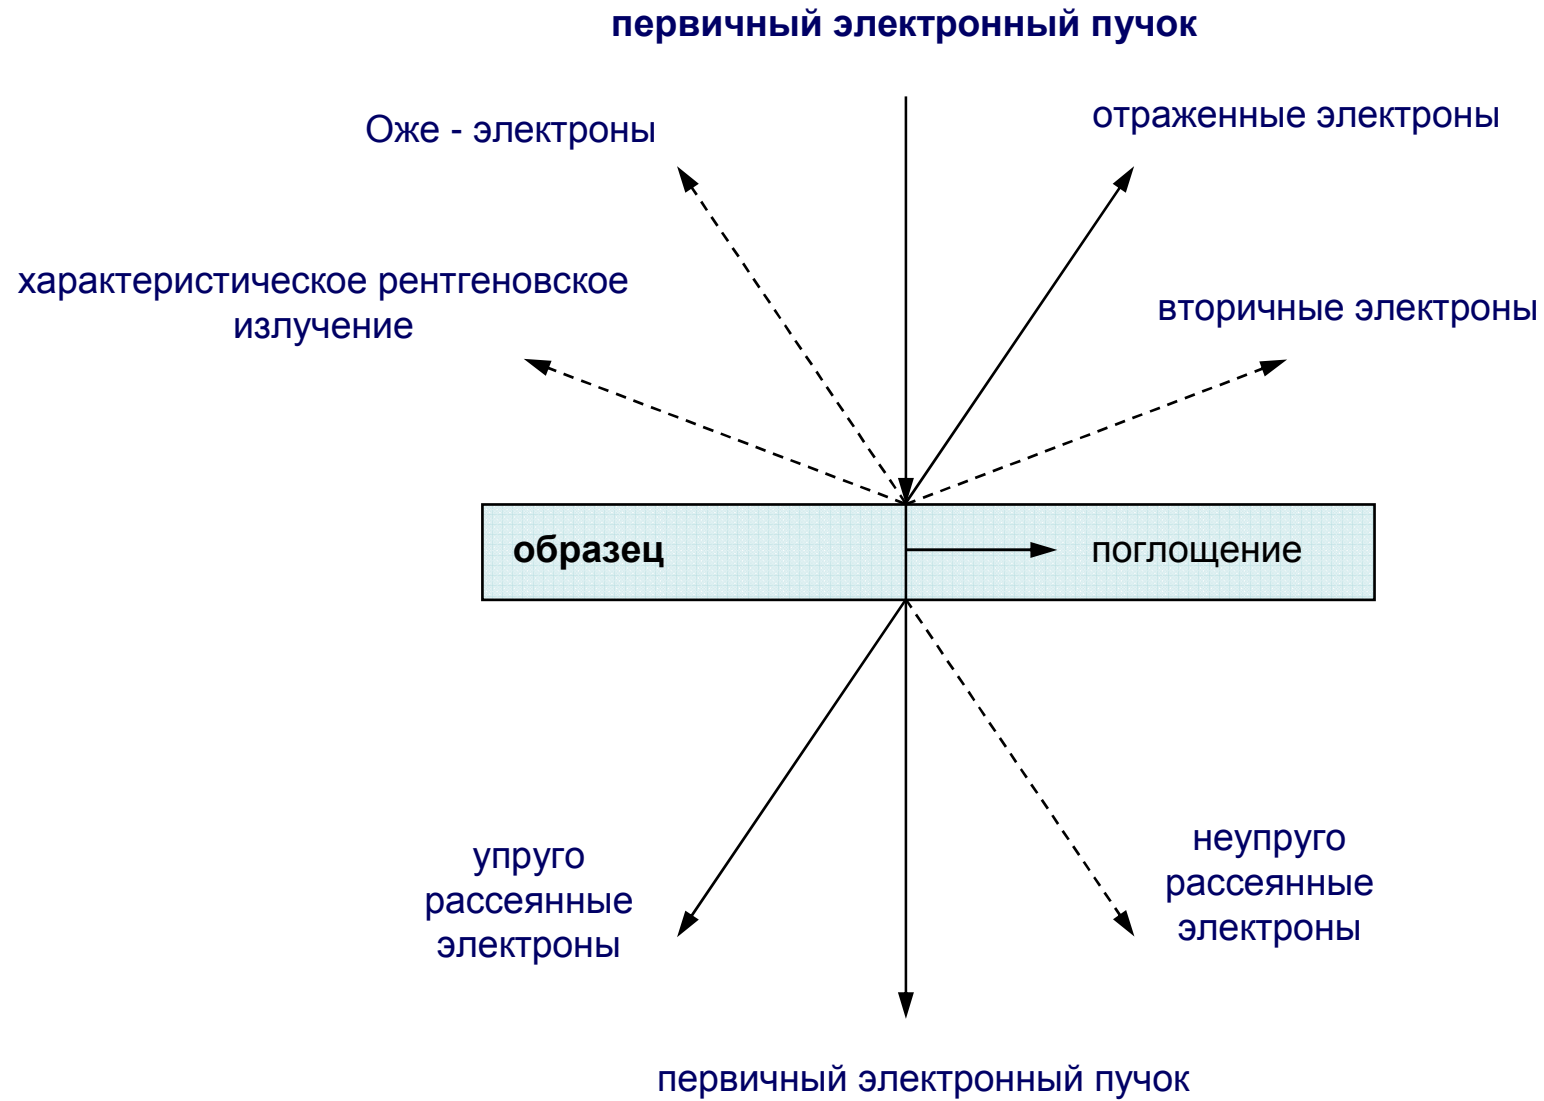 первичный электронный пучок
Оже - электроны
отраженные электроны
характеристическое рентгеновское
излучение
вторичные электроны
образец
поглощение
упруго
рассеянные
электроны
неупруго
рассеянные
электроны
первичный электронный пучок